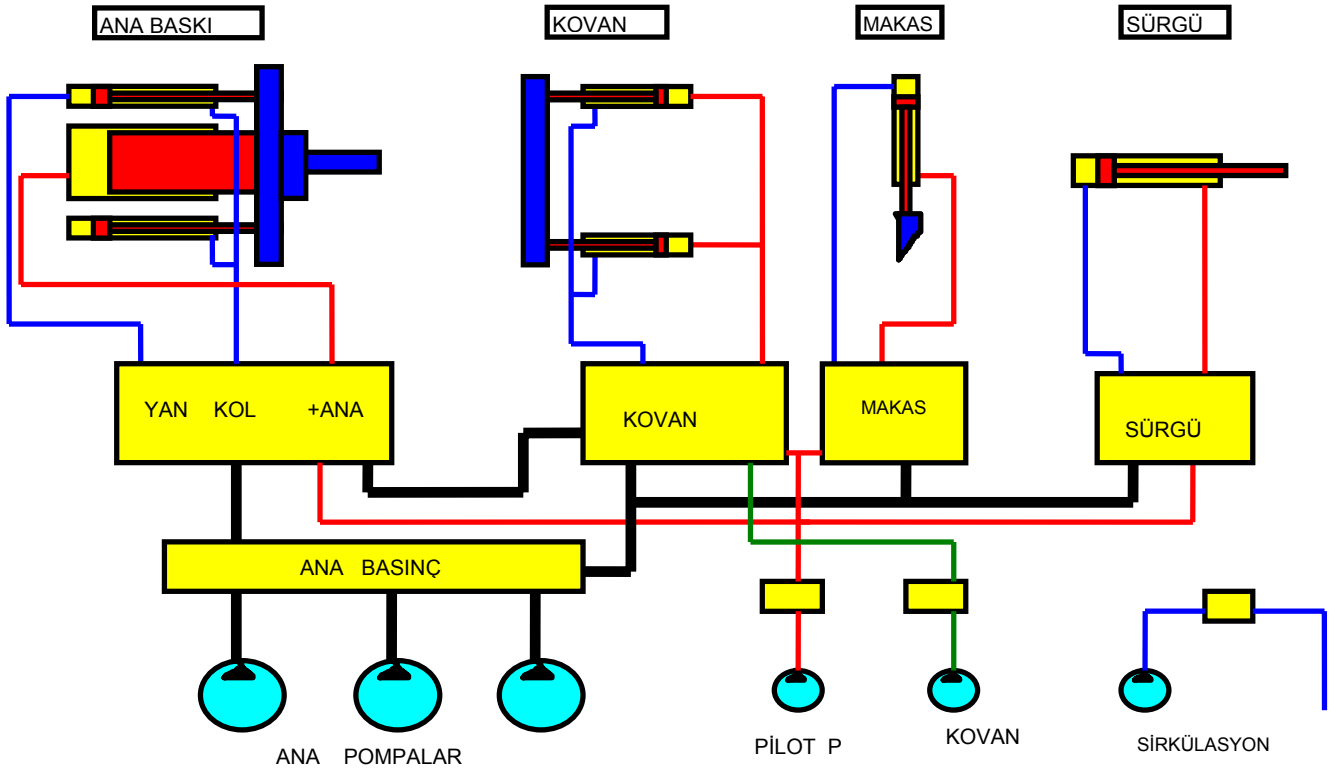 ANA BASKI
KOVAN
MAKAS
SÜRGÜ
YAN KOL +ANA
KOVAN
MAKAS
SÜRGÜ
ANA BASINÇ
ANA POMPALAR
PİLOT P
KOVAN
SİRKÜLASYON